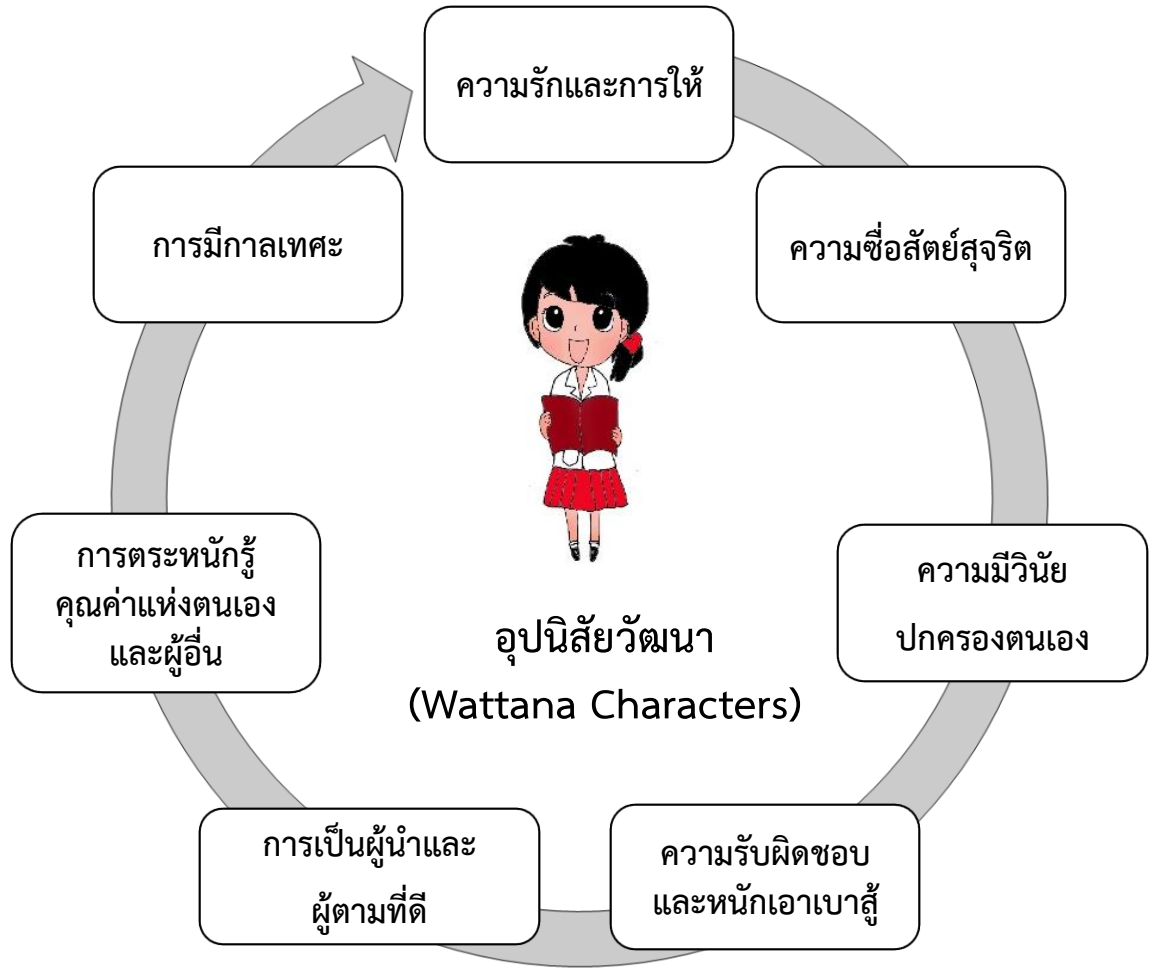 ความรักและการให้
ความซื่อสัตย์สุจริต
ความมีวินัย
ปกครองตนเอง
ความรับผิดชอบ
และหนักเอาเบาสู้
การเป็นผู้นำและ
ผู้ตามที่ดี
การตระหนักรู้
คุณค่าแห่งตนเอง
และผู้อื่น
การมีกาลเทศะ
อุปนิสัยวัฒนา
(Wattana Characters)